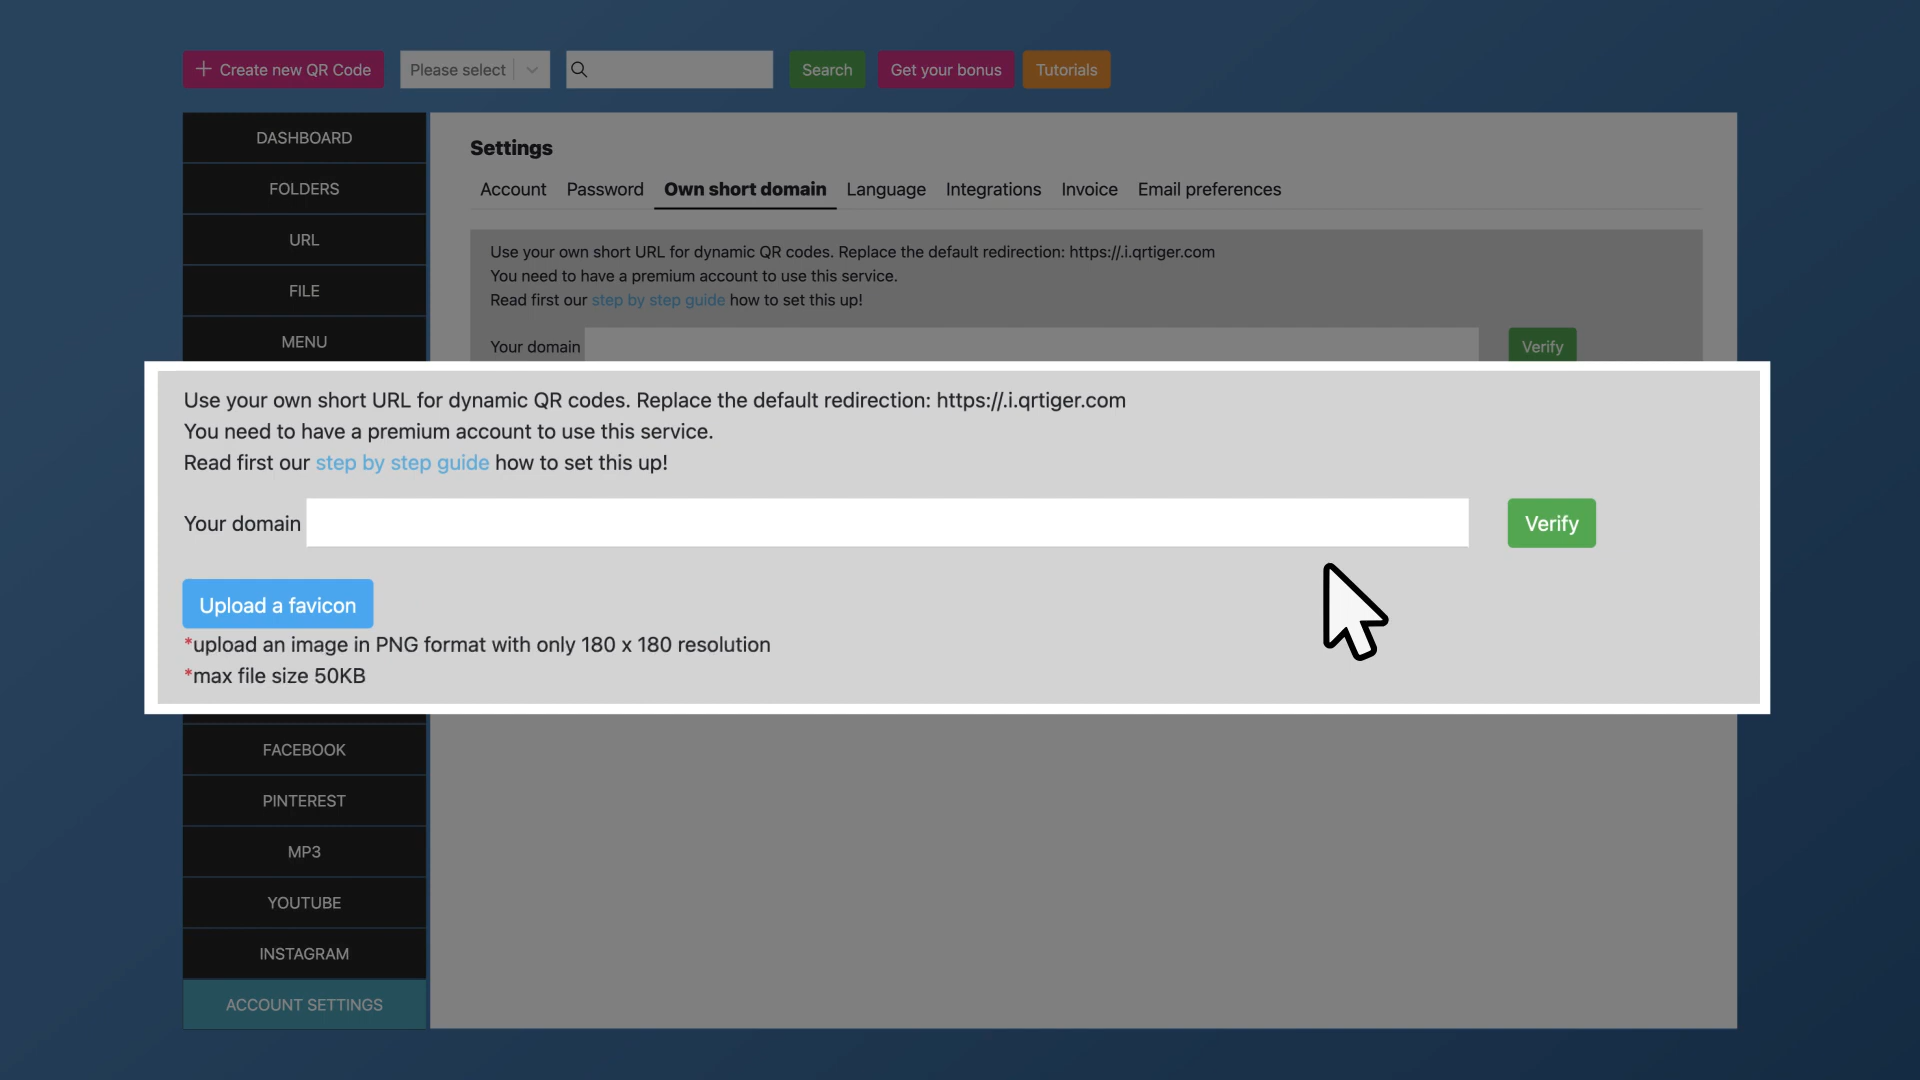 Create new QR Code
Please select
Search
Get your bonus
Tutorials
DASHBOARD
FOLDERS
URL
FILE
MENU
Settings
Account
Password
Own short domain
Language
Integrations
Invoice
Email preferences
Use your own short URL for dynamic QR codes. Replace the default redirection: https://.i.qrtiger.com
You need to have a premium account to use this service.
Read first our step by step guide how to set this up!
Your domain
Verify
Use your own short URL for dynamic QR codes. Replace the default redirection: https://.i.qrtiger.com
You need to have a premium account to use this service.
Read first our step by step guide how to set this up!
Your domain
Verify
Upload a favicon
*upload an image in PNG format with only 180 x 180 resolution
*max file size 50KB
FACEBOOK
PINTEREST
MP3
YOUTUBE
INSTAGRAM
ACCOUNT SETTINGS